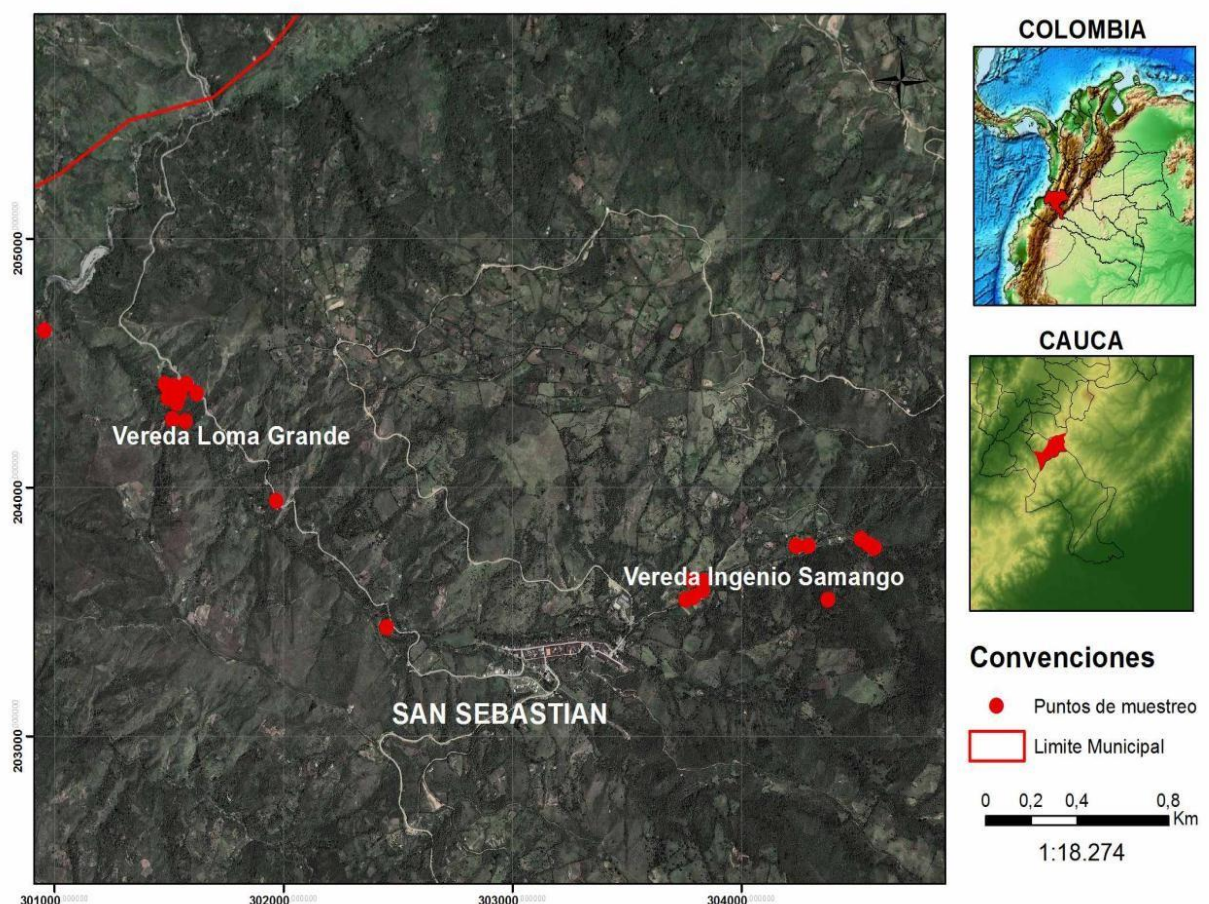 COLOMBIA
205000
204000
203000
Vereda Loma Grande
Vereda Ingenio Samango
SAN SEBASTIAN
301000
302000
303000
304000
CAUCA
Convenciones
Puntos de muestreo
Limite Municipal
0 0,2 0,4 0,8
Km
1:18.274